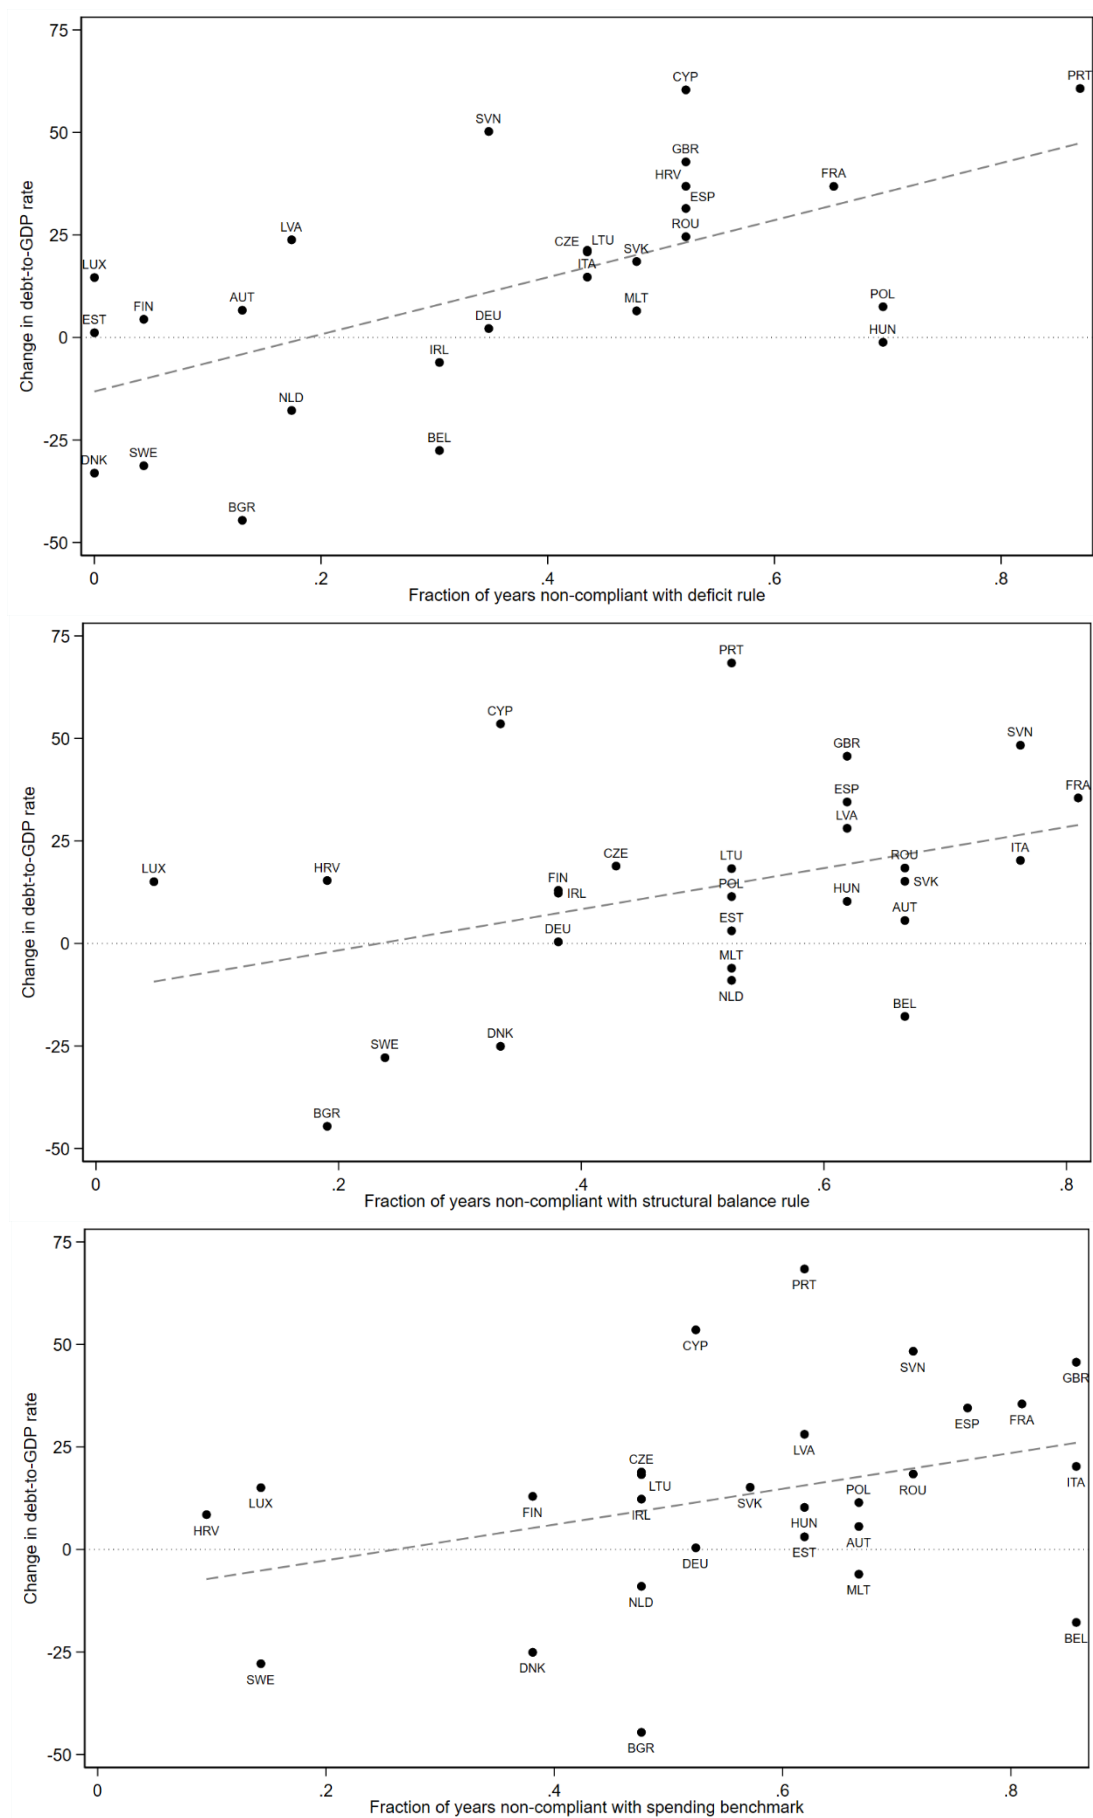 75
50
25
0
-25
-50
Change in debt-to-GDP rate
CYP
PRT
SVN
GBR
HRV
FRA
ESP
LVA
ROU
CZE
LTU
SVK
LUX
ITA
FIN
AUT
MLT
POL
EST
DEU
HUN
IRL
NLD
BEL
DNK
SWE
BGR
0
.2
.4
.6
.8
Fraction of years non-compliant with deficit rule
75
50
25
0
-25
-50
Change in debt-to-GDP rate
PRT
CYP
SVN
GBR
ESP
FRA
LVA
LUX
HRV
CZE
LTU
ROU
ITA
FIN
IRL
POL
HUN
SVK
AUT
DEU
EST
MLT
NLD
BEL
SWE
DNK
BGR
0
.2
.4
.6
.8
Fraction of years non-compliant with structural balance rule
75
50
25
0
-25
-50
Change in debt-to-GDP rate
PRT
CYP
SVN
GBR
ESP
FRA
LVA
CZE
LTU
ITA
LUX
FIN
IRL
SVK
POL
ROU
HRV
HUN
AUT
DEU
EST
NLD
MLT
BEL
SWE
DNK
BGR
0
.2
.4
.6
.8
Fraction of years non-compliant with spending benchmark